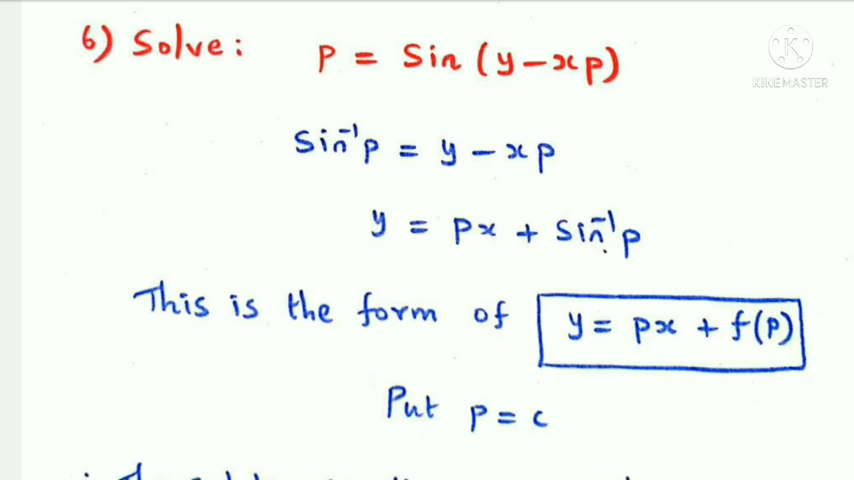 6) Solve: P = Sin (y – xp)
KINEMASTER
Sin⁻¹p = y – xp
y = px + Sin⁻¹p
This is the form of y = px + f(p)
Put p = c